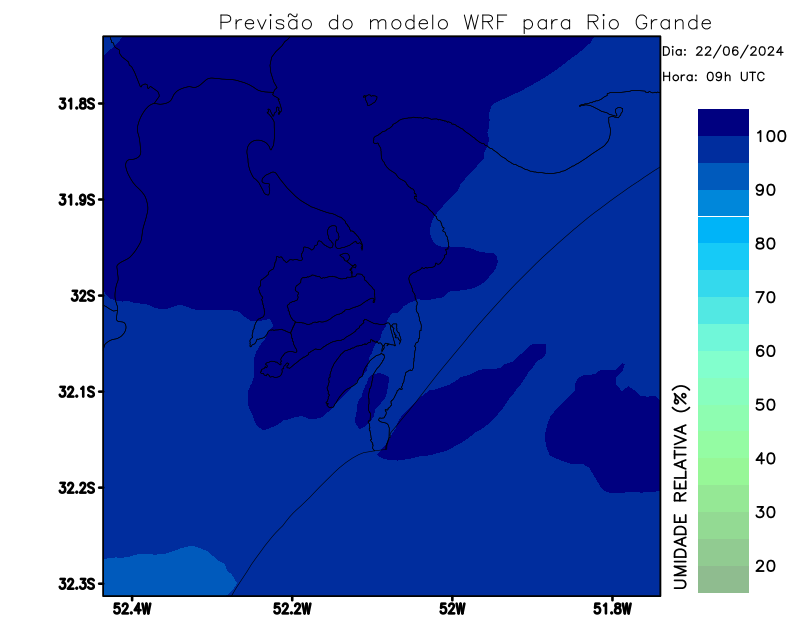 Previsão do modelo WRF para Rio Grande
Dia: 22/06/2024
Hora: 09h UTC
31.8S
31.9S
32S
32.1S
32.2S
32.3S
52.4W
52.2W
52W
51.8W
100
90
80
70
60
50
40
30
20
UMIDADE RELATIVA (%)